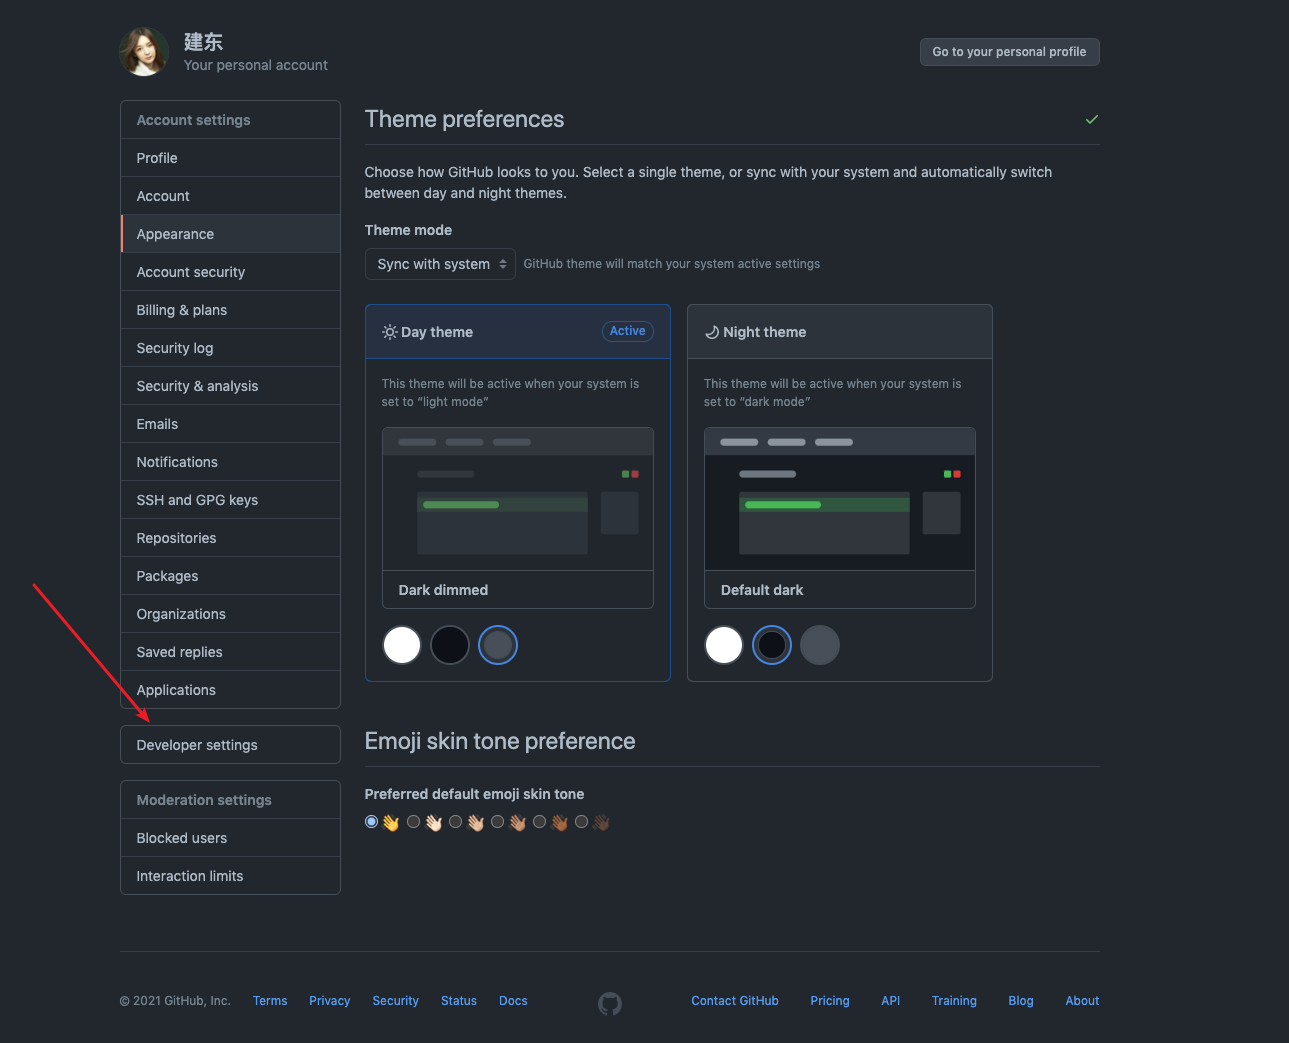 建东
Your personal account
Go to your personal profile
Account settings
Profile
Account
Appearance
Account security
Billing & plans
Security log
Security & analysis
Emails
Notifications
SSH and GPG keys
Repositories
Packages
Organizations
Saved replies
Applications
Developer settings
Moderation settings
Blocked users
Interaction limits
Theme preferences
Choose how GitHub looks to you. Select a single theme, or sync with your system and automatically switch
between day and night themes.
Theme mode
Sync with system
GitHub theme will match your system active settings
Day theme
Active
This theme will be active when your system is
set to “light mode”
Dark dimmed
Night theme
This theme will be active when your system is
set to “dark mode”
Default dark
Emoji skin tone preference
Preferred default emoji skin tone
© 2021 GitHub, Inc.
Terms
Privacy
Security
Status
Docs
Contact GitHub
Pricing
API
Training
Blog
About